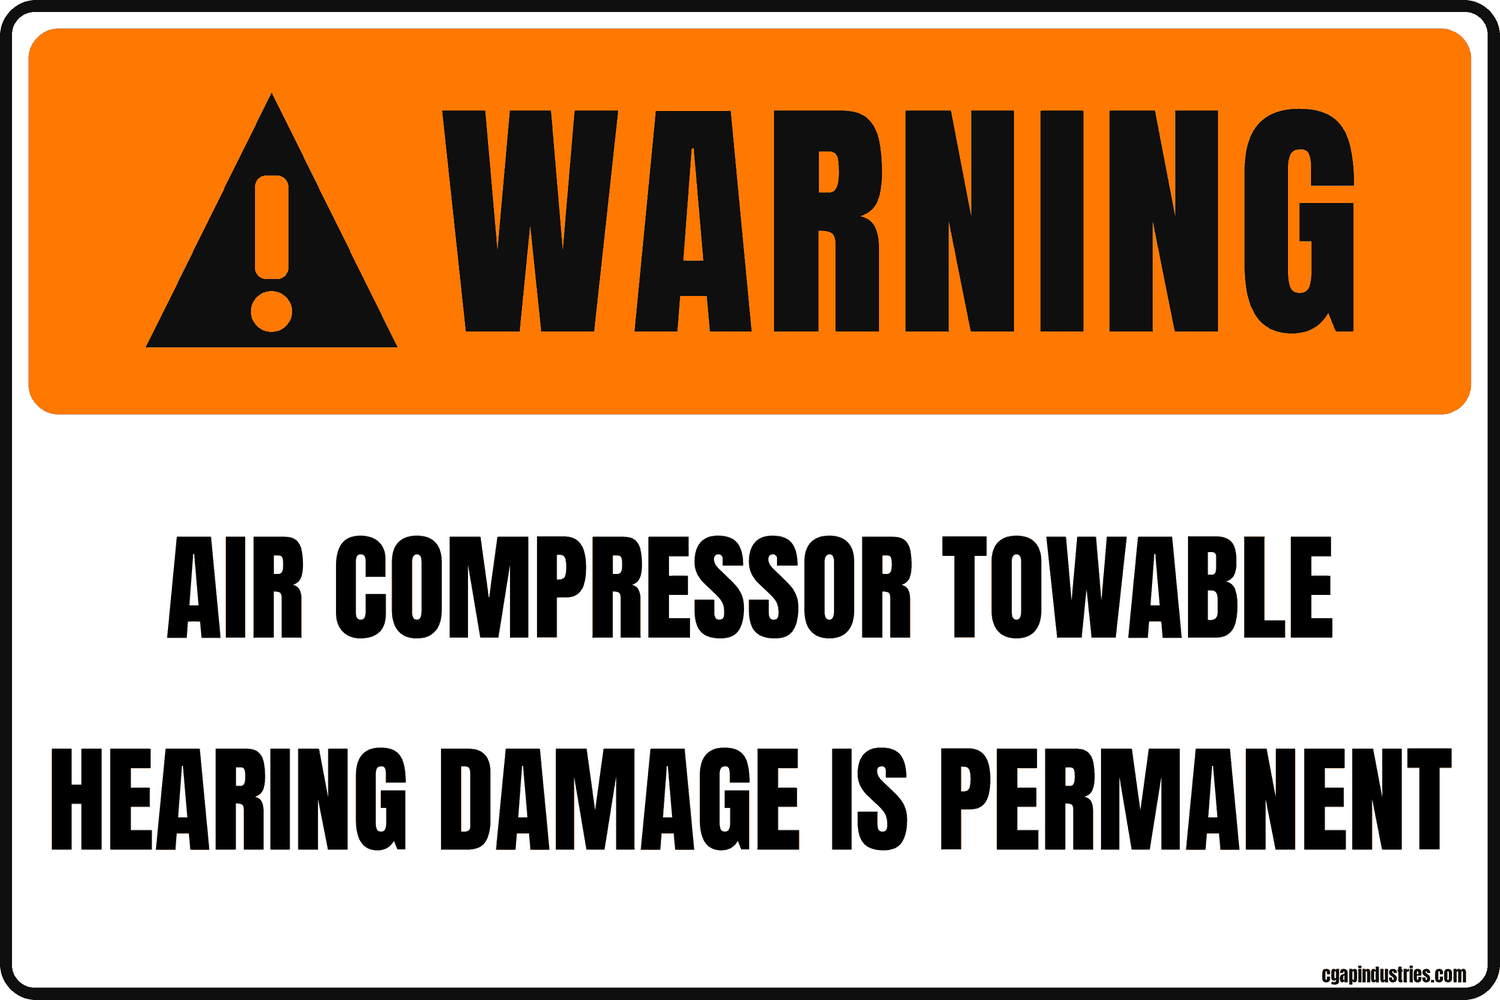 WARNING
AIR COMPRESSOR TOWABLE
HEARING DAMAGE IS PERMANENT
cgapindustries.com